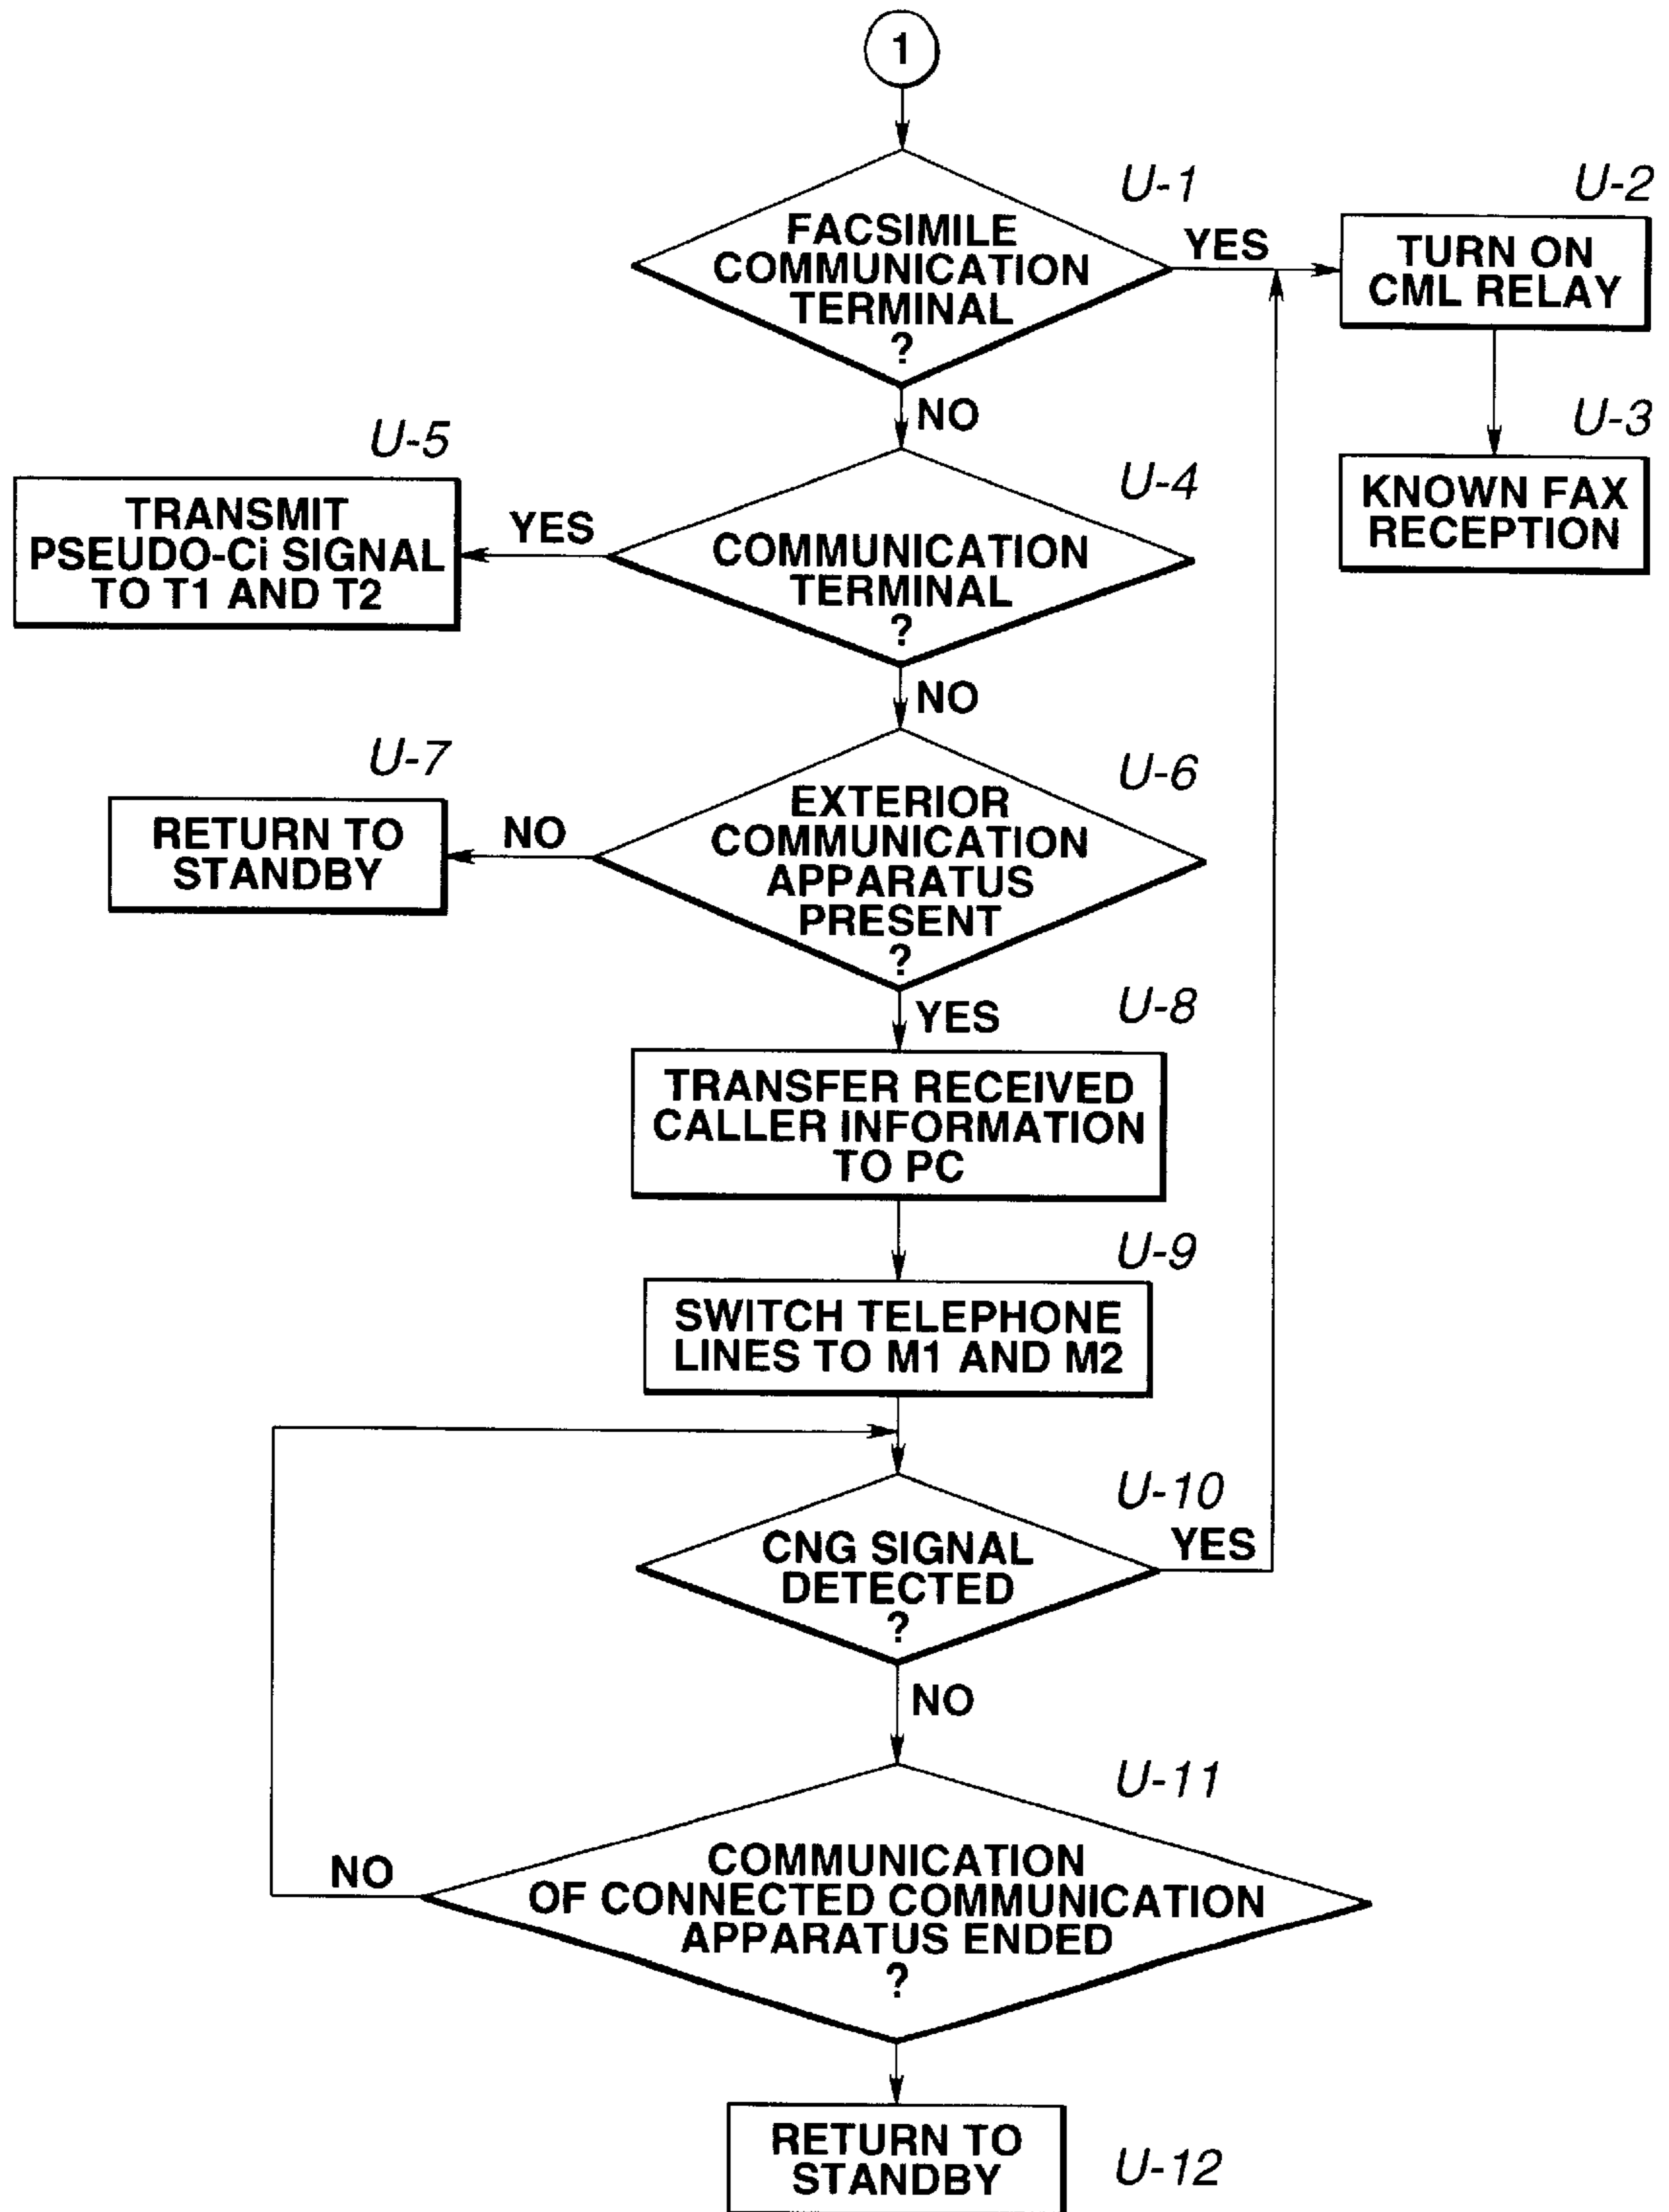 1
U-1
FACSIMILE
COMMUNICATION
TERMINAL
?
YES
U-2
TURN ON
CML RELAY
NO
U-3
KNOWN FAX
RECEPTION
U-4
COMMUNICATION
TERMINAL
?
YES
U-5
TRANSMIT
PSEUDO-Ci SIGNAL
TO T1 AND T2
NO
U-6
EXTERIOR
COMMUNICATION
APPARATUS
PRESENT
?
NO
U-7
RETURN TO
STANDBY
YES
U-8
TRANSFER RECEIVED
CALLER INFORMATION
TO PC
U-9
SWITCH TELEPHONE
LINES TO M1 AND M2
U-10
CNG SIGNAL
DETECTED
?
YES
NO
U-11
COMMUNICATION
OF CONNECTED COMMUNICATION
APPARATUS ENDED
?
NO
RETURN TO
STANDBY
U-12